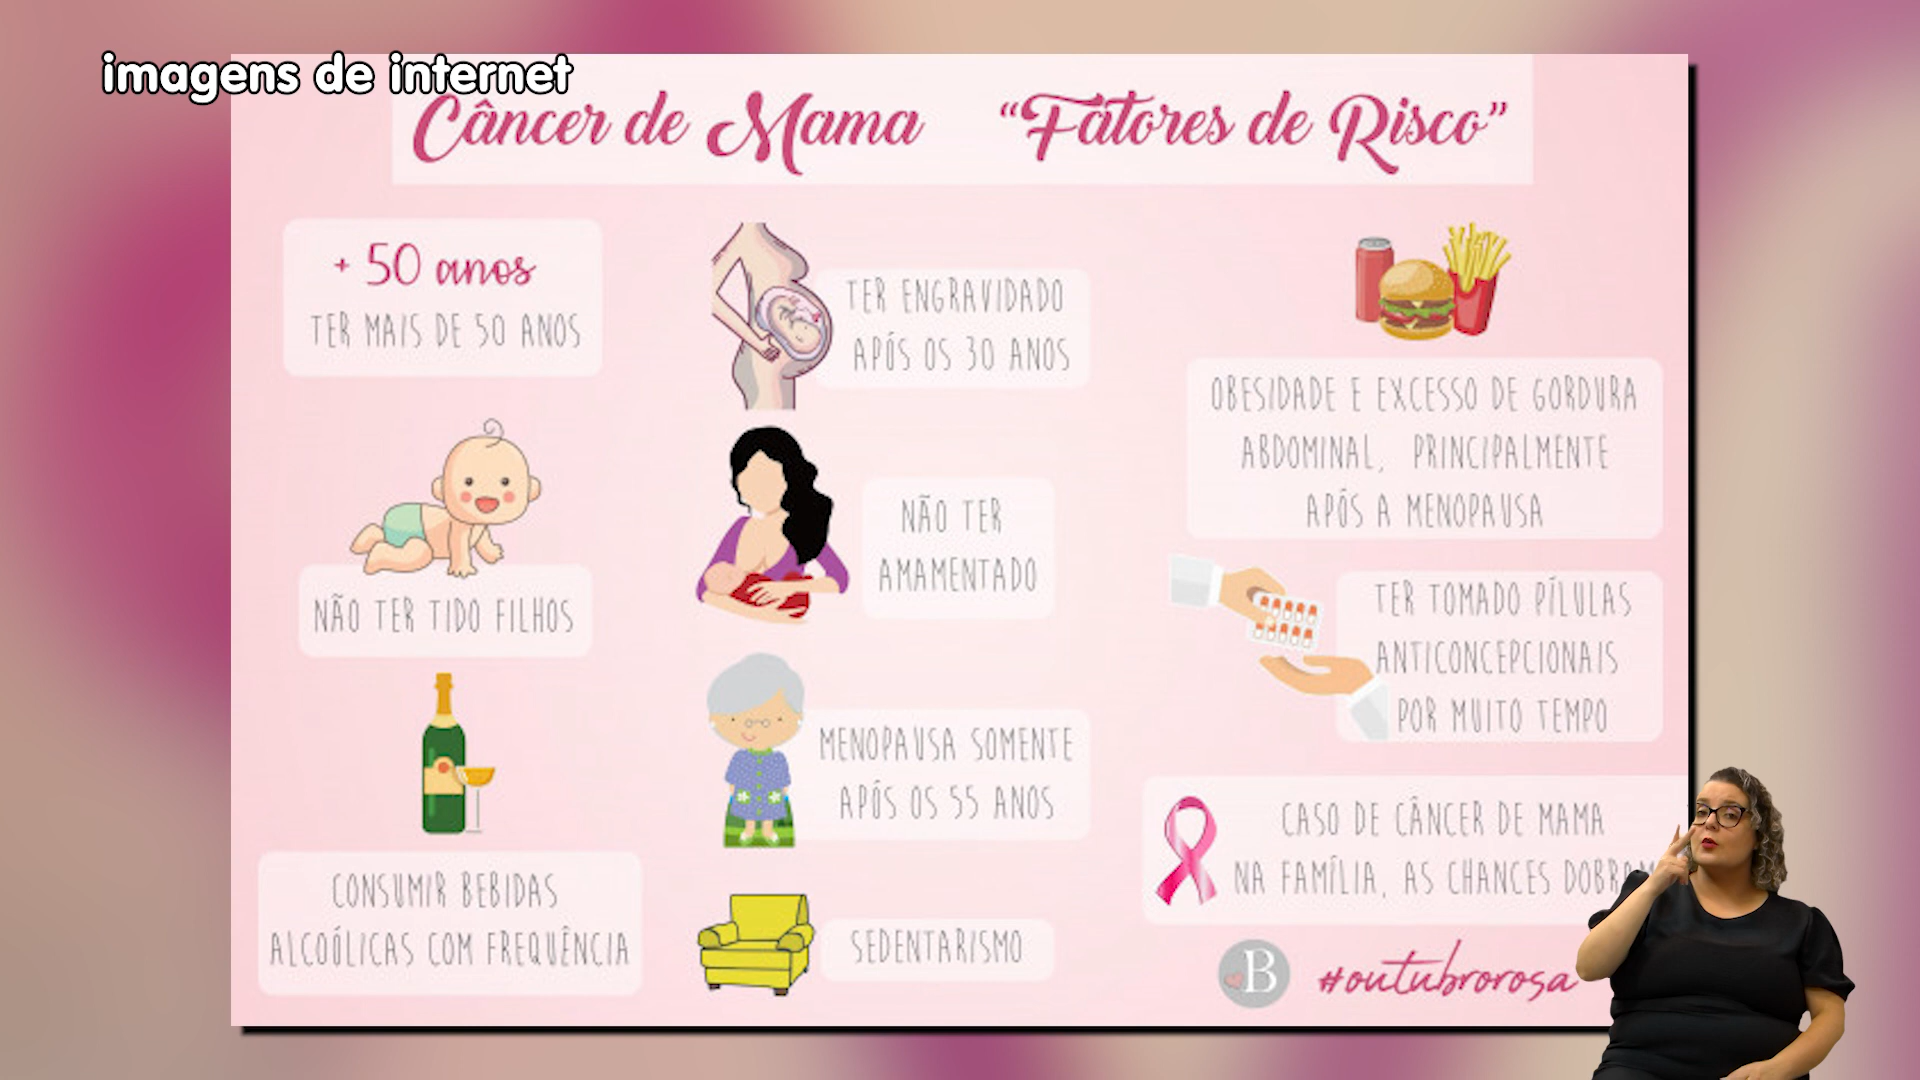 imagens de internet
Câncer de Mama "Fatores de Risco"
+ 50 anos
TER MAIS DE 50 ANOS
NÃO TER TIDO FILHOS
CONSUMIR BEBIDAS
ALCOÓLICAS COM FREQUÊNCIA
TER ENGRAVIDADO
APÓS OS 30 ANOS
NÃO TER
AMAMENTADO
MENOPAUSA SOMENTE
APÓS OS 55 ANOS
SEDENTARISMO
OBESIDADE E EXCESSO DE GORDURA
ABDOMINAL, PRINCIPALMENTE
APÓS A MENOPAUSA
TER TOMADO PÍLULAS
ANTICONCEPCIONAIS
POR MUITO TEMPO
CASO DE CÂNCER DE MAMA
NA FAMÍLIA, AS CHANCES DOBRAM
B
#outubrorosa